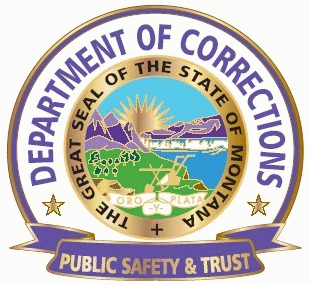 DEPARTMENT OF CORRECTIONS
THE GREAT SEAL OF THE STATE OF MONTANA
ORO Y PLATA
PUBLIC SAFETY & TRUST